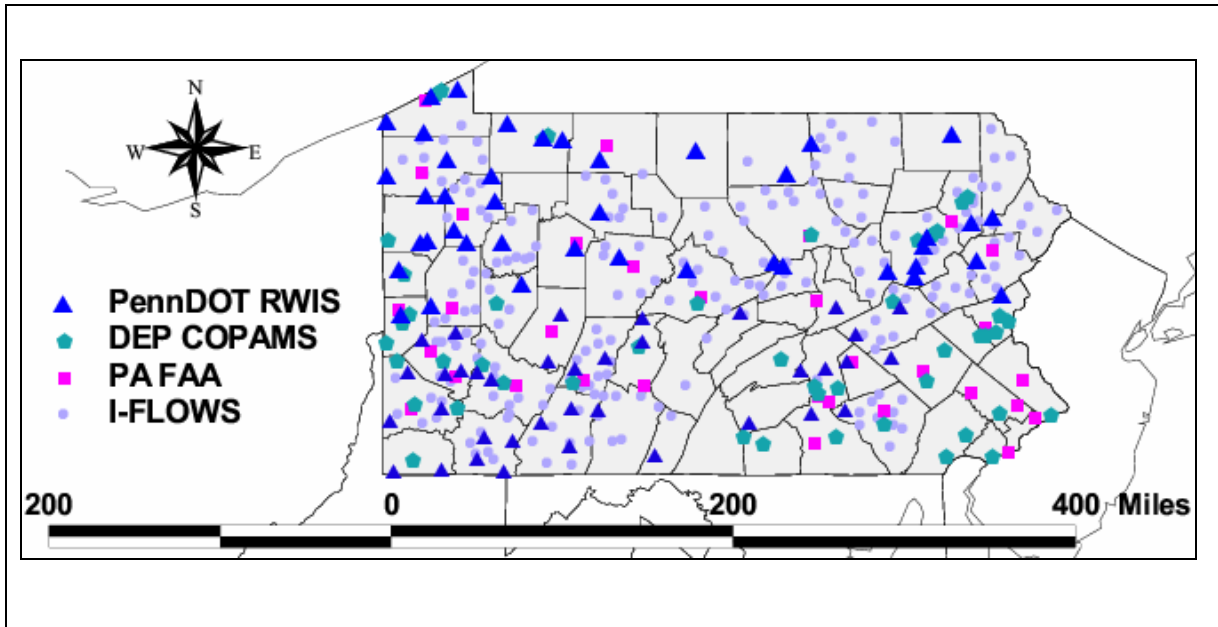 N
W E
S
PennDOT RWIS
DEP COPAMS
PA FAA
I-FLOWS
200 0 200 400 Miles